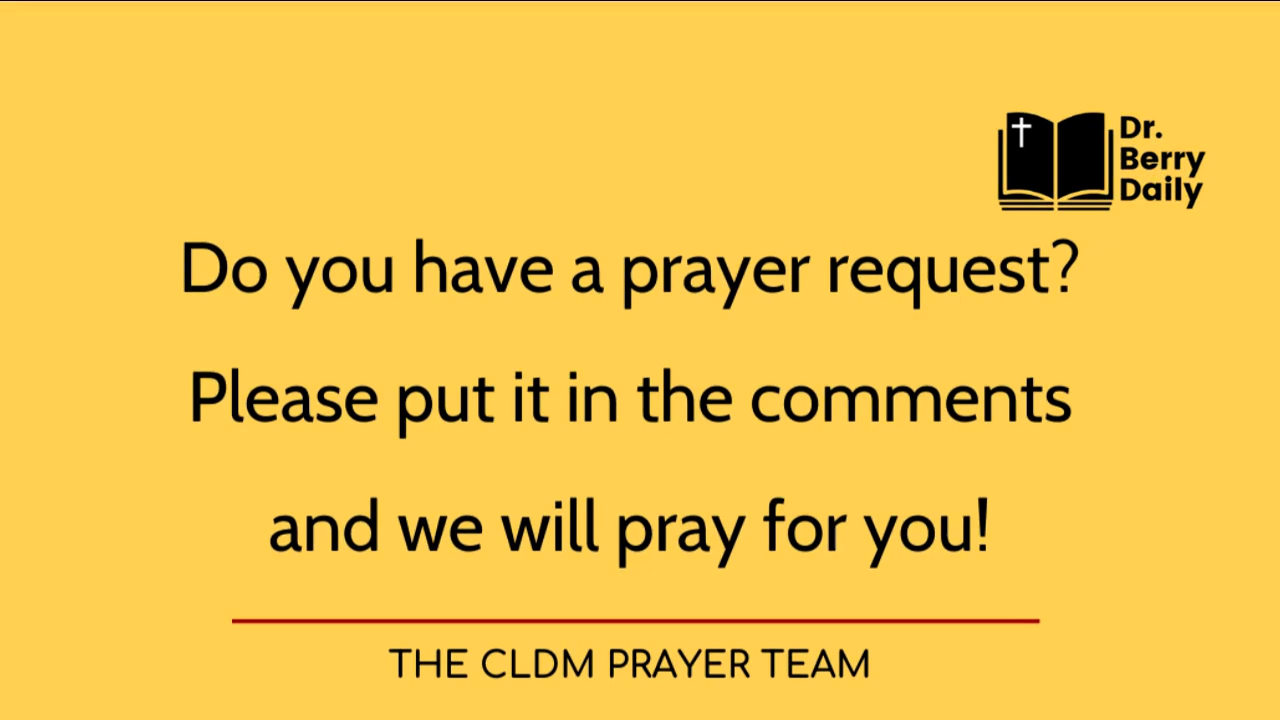 Dr.
Berry
Daily
Do you have a prayer request?
Please put it in the comments
and we will pray for you!
THE CLDM PRAYER TEAM